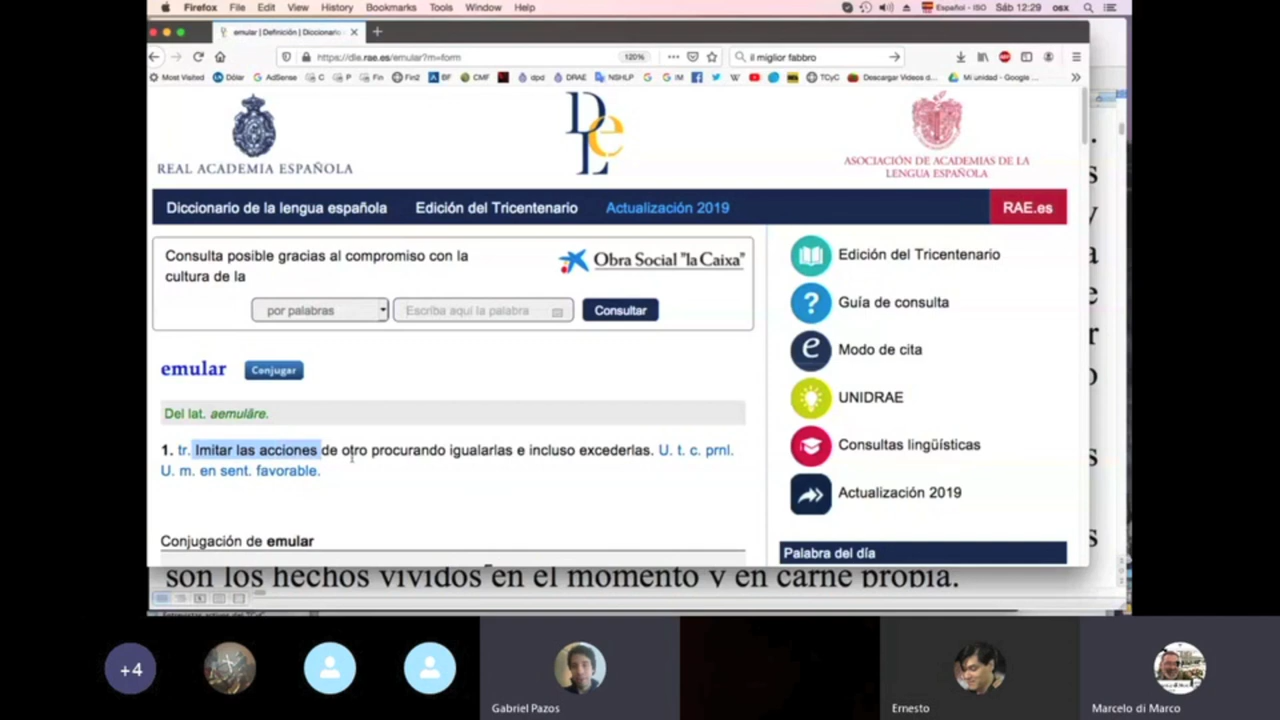 Firefox File Edit View History Bookmarks Tools Window Help
Español - ISO Sáb 12:29 OSX
emular | Definición | Diccionario
https://dle.rae.es/emular?m=form
120%
il miglior fabbro
Most Visited Dólar AdSense C P Fin Fin2 BF CMF dpd DRAE NSHLP IM TCyC Descargar Videos d... Mi unidad - Google ...
REAL ACADEMIA ESPAÑOLA
DLe
ASOCIACIÓN DE ACADEMIAS DE LA
LENGUA ESPAÑOLA
Diccionario de la lengua española Edición del Tricentenario Actualización 2019 RAE.es
Consulta posible gracias al compromiso con la
cultura de la
Obra Social "la Caixa"
por palabras Escriba aquí la palabra Consultar
emular Conjugar
Del lat. aemulāre.
1. tr. Imitar las acciones de otro procurando igualarlas e incluso excederlas. U. t. c. prnl.
U. m. en sent. favorable.
Conjugación de emular
Edición del Tricentenario
Guía de consulta
Modo de cita
UNIDRAE
Consultas lingüísticas
Actualización 2019
Palabra del día
son los hechos vividos en el momento y en carne propia.
+4
Gabriel Pazos
Ernesto
Marcelo di Marco